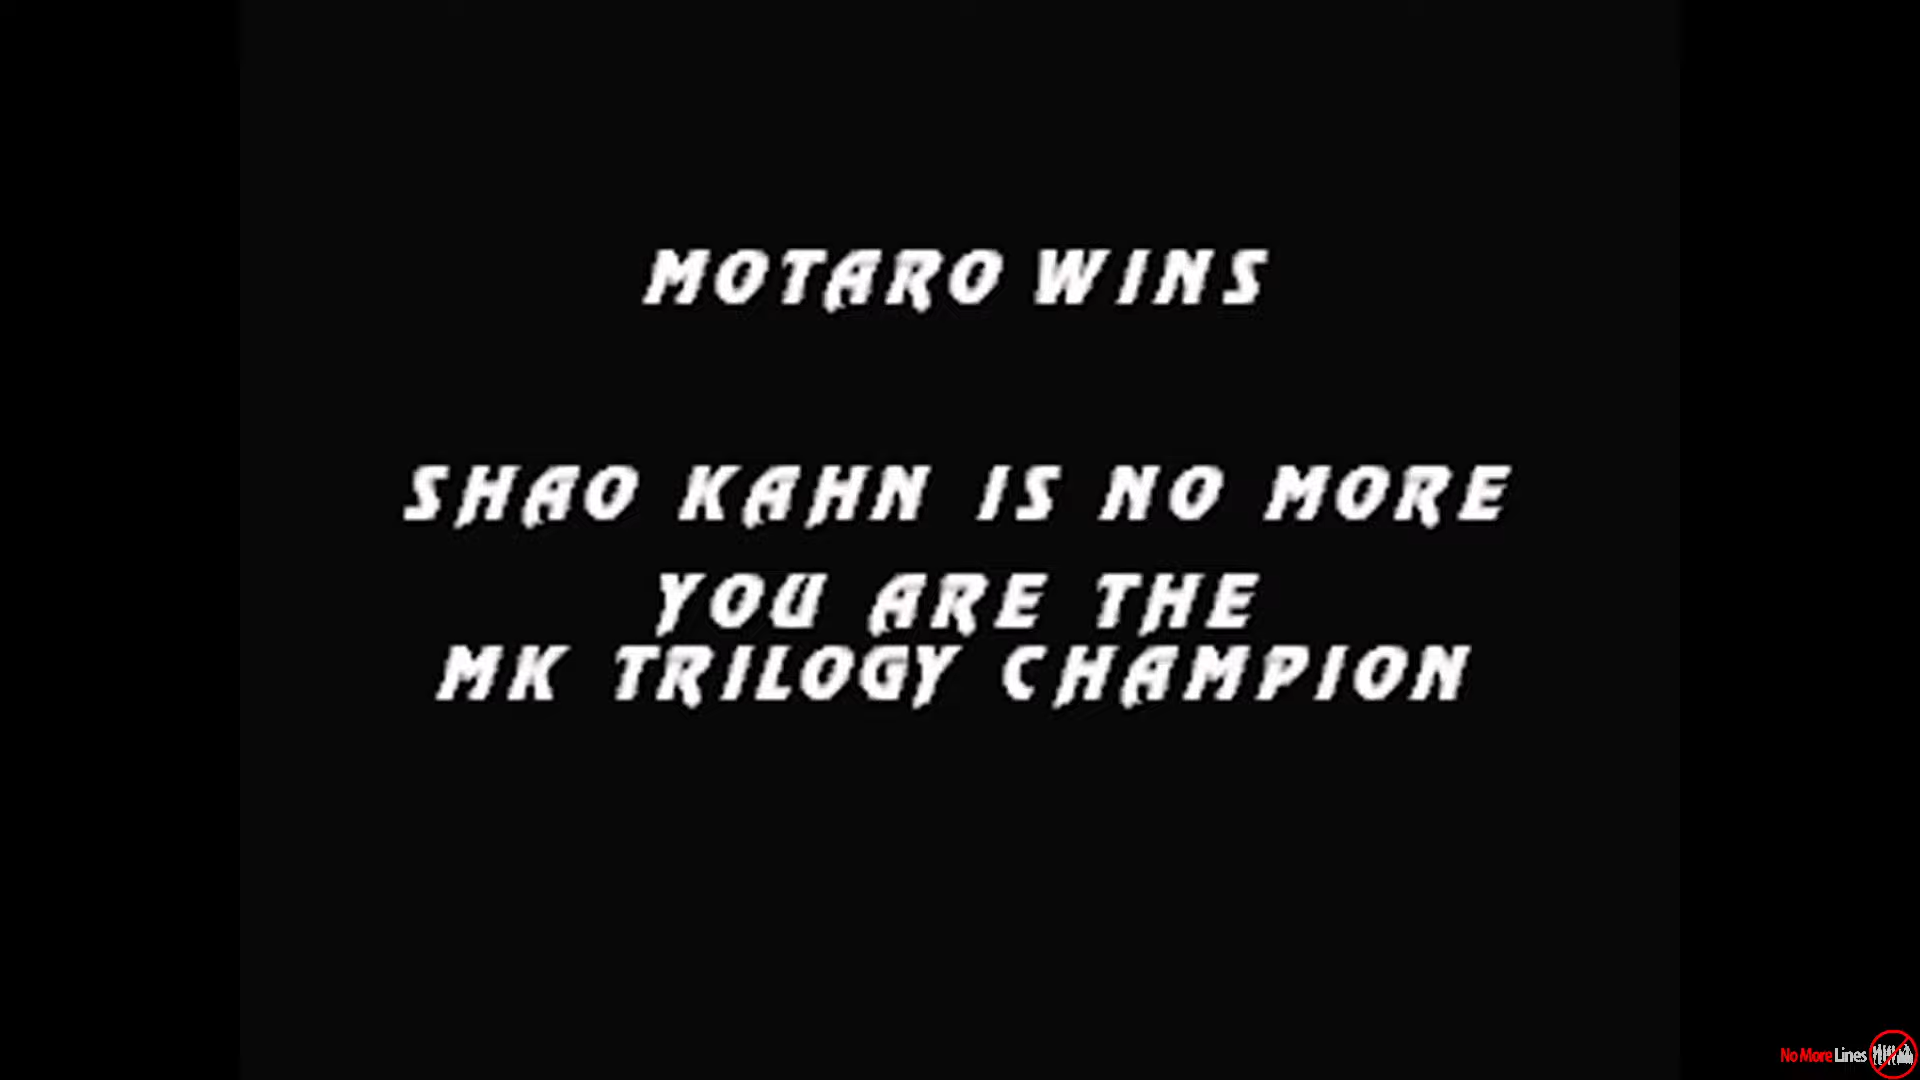 MOTARO WINS
SHAO KAHN IS NO MORE
YOU ARE THE
MK TRILOGY CHAMPION
No More Lines